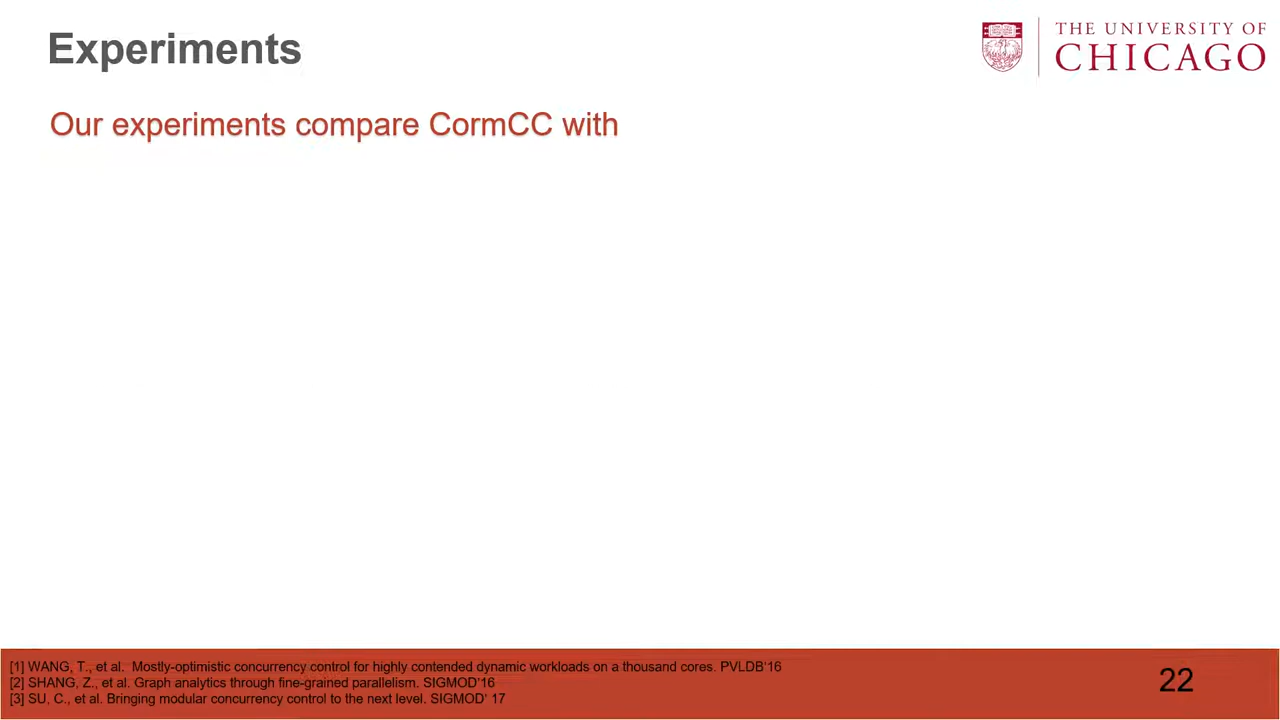 Experiments
THE UNIVERSITY OF
CHICAGO
Our experiments compare CormCC with
[1] WANG, T., et al. Mostly-optimistic concurrency control for highly contended dynamic workloads on a thousand cores. PVLDB'16
[2] SHANG, Z., et al. Graph analytics through fine-grained parallelism. SIGMOD'16
[3] SU, C., et al. Bringing modular concurrency control to the next level. SIGMOD' 17
22